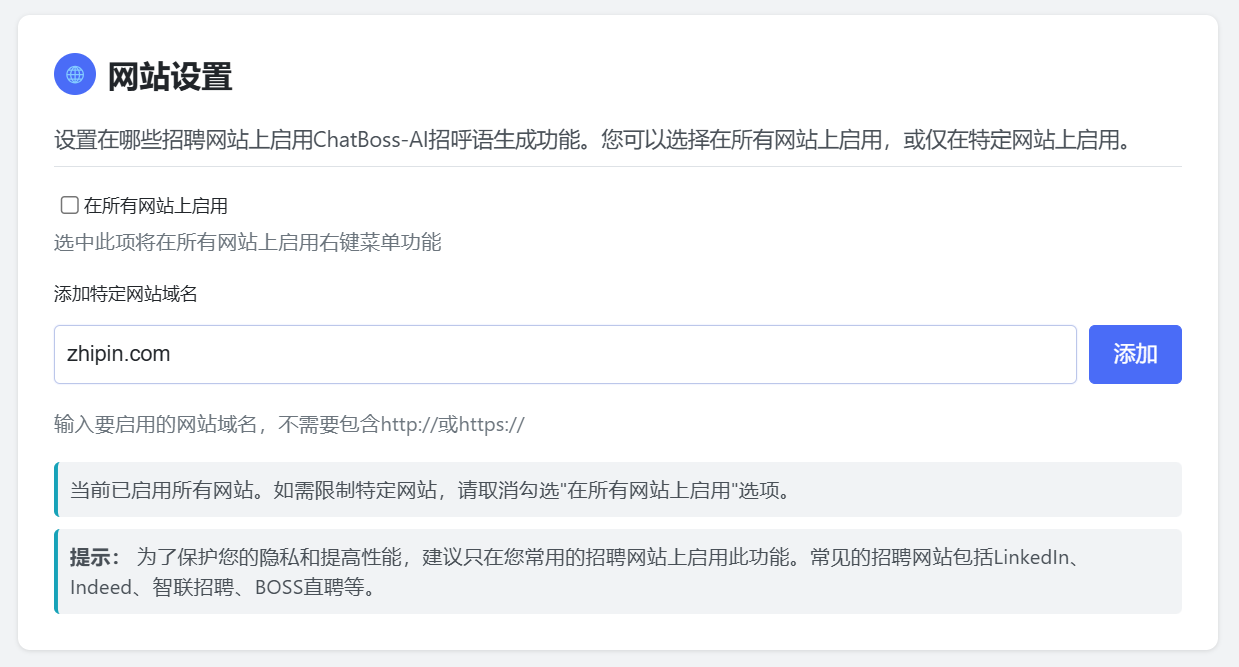 网站设置
设置在哪些招聘网站上启用ChatBoss-AI招呼语生成功能。您可以选择在所有网站上启用，或仅在特定网站上启用。
在所有网站上启用
选中此项将在所有网站上启用右键菜单功能
添加特定网站域名
zhipin.com
添加
输入要启用的网站域名，不需要包含http://或https://
当前已启用所有网站。如需限制特定网站，请取消勾选"在所有网站上启用"选项。
提示： 为了保护您的隐私和提高性能，建议只在您常用的招聘网站上启用此功能。常见的招聘网站包括LinkedIn、
Indeed、智联招聘、BOSS直聘等。